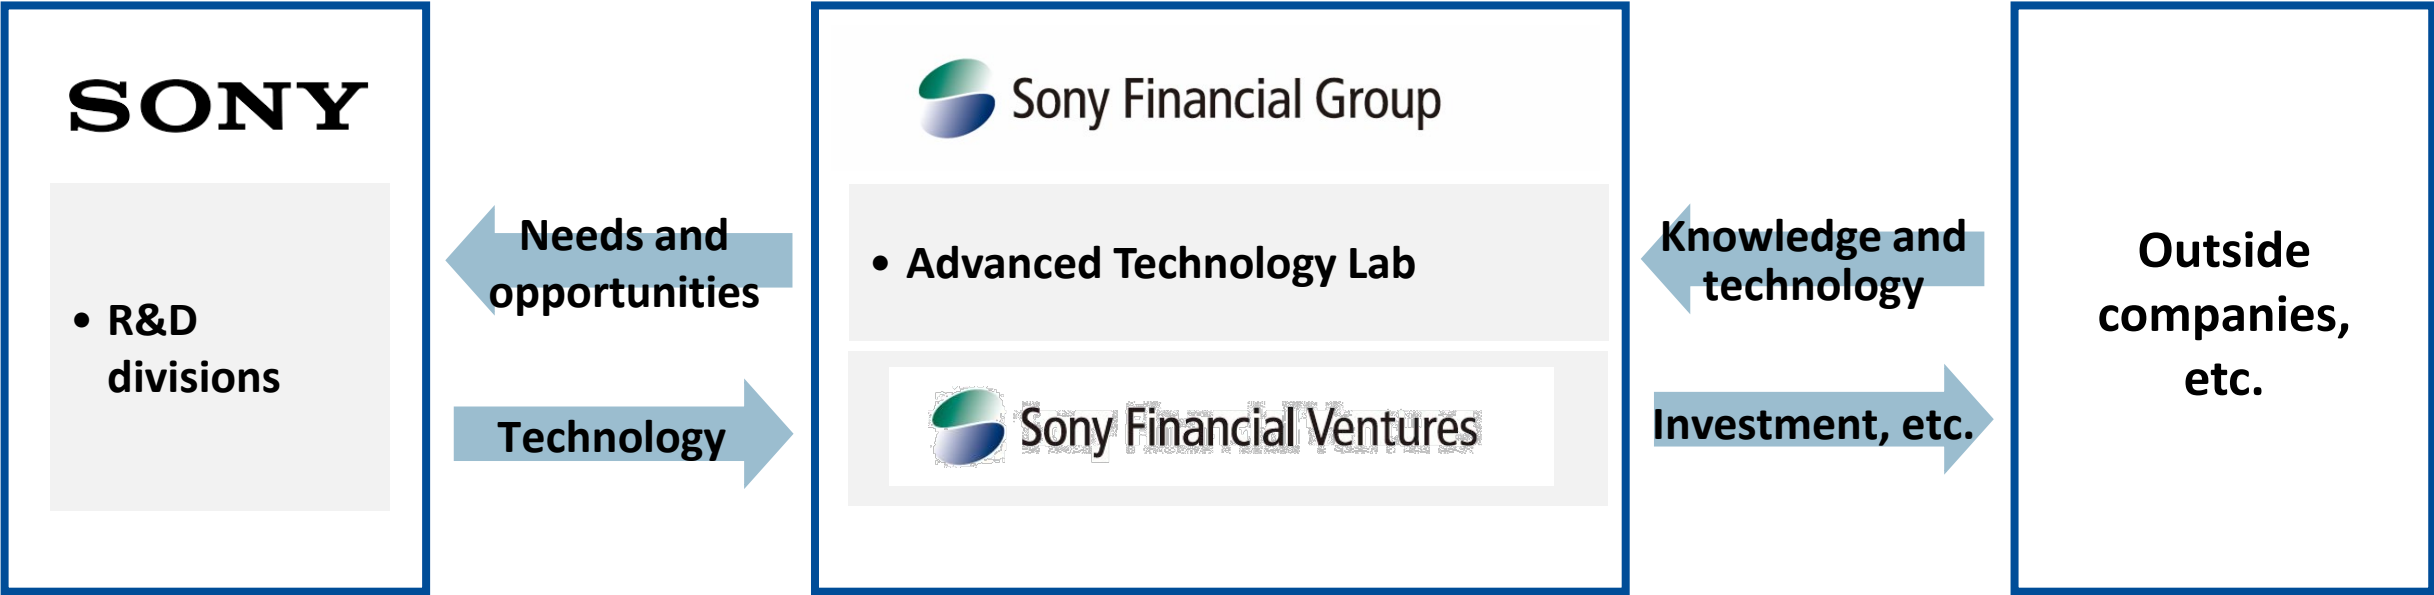 SONY
• R&D
divisions
Needs and
opportunities
Technology
Sony Financial Group
• Advanced Technology Lab
Sony Financial Ventures
Knowledge and
technology
Investment, etc.
Outside
companies,
etc.